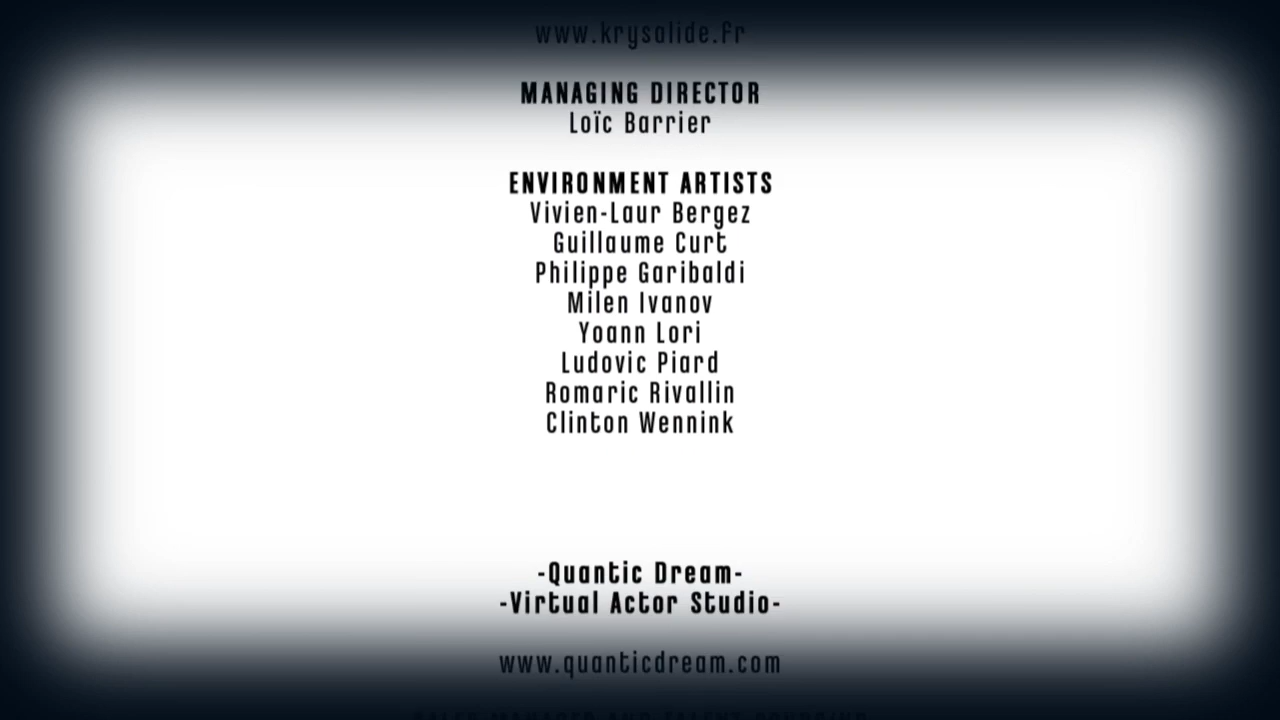 www.krysalide.fr
MANAGING DIRECTOR
Loïc Barrier
ENVIRONMENT ARTISTS
Vivien-Laur Bergez
Guillaume Curt
Philippe Garibaldi
Milen Ivanov
Yoann Lori
Ludovic Piard
Romaric Rivallin
Clinton Wennink
-Quantic Dream-
-Virtual Actor Studio-
www.quanticdream.com